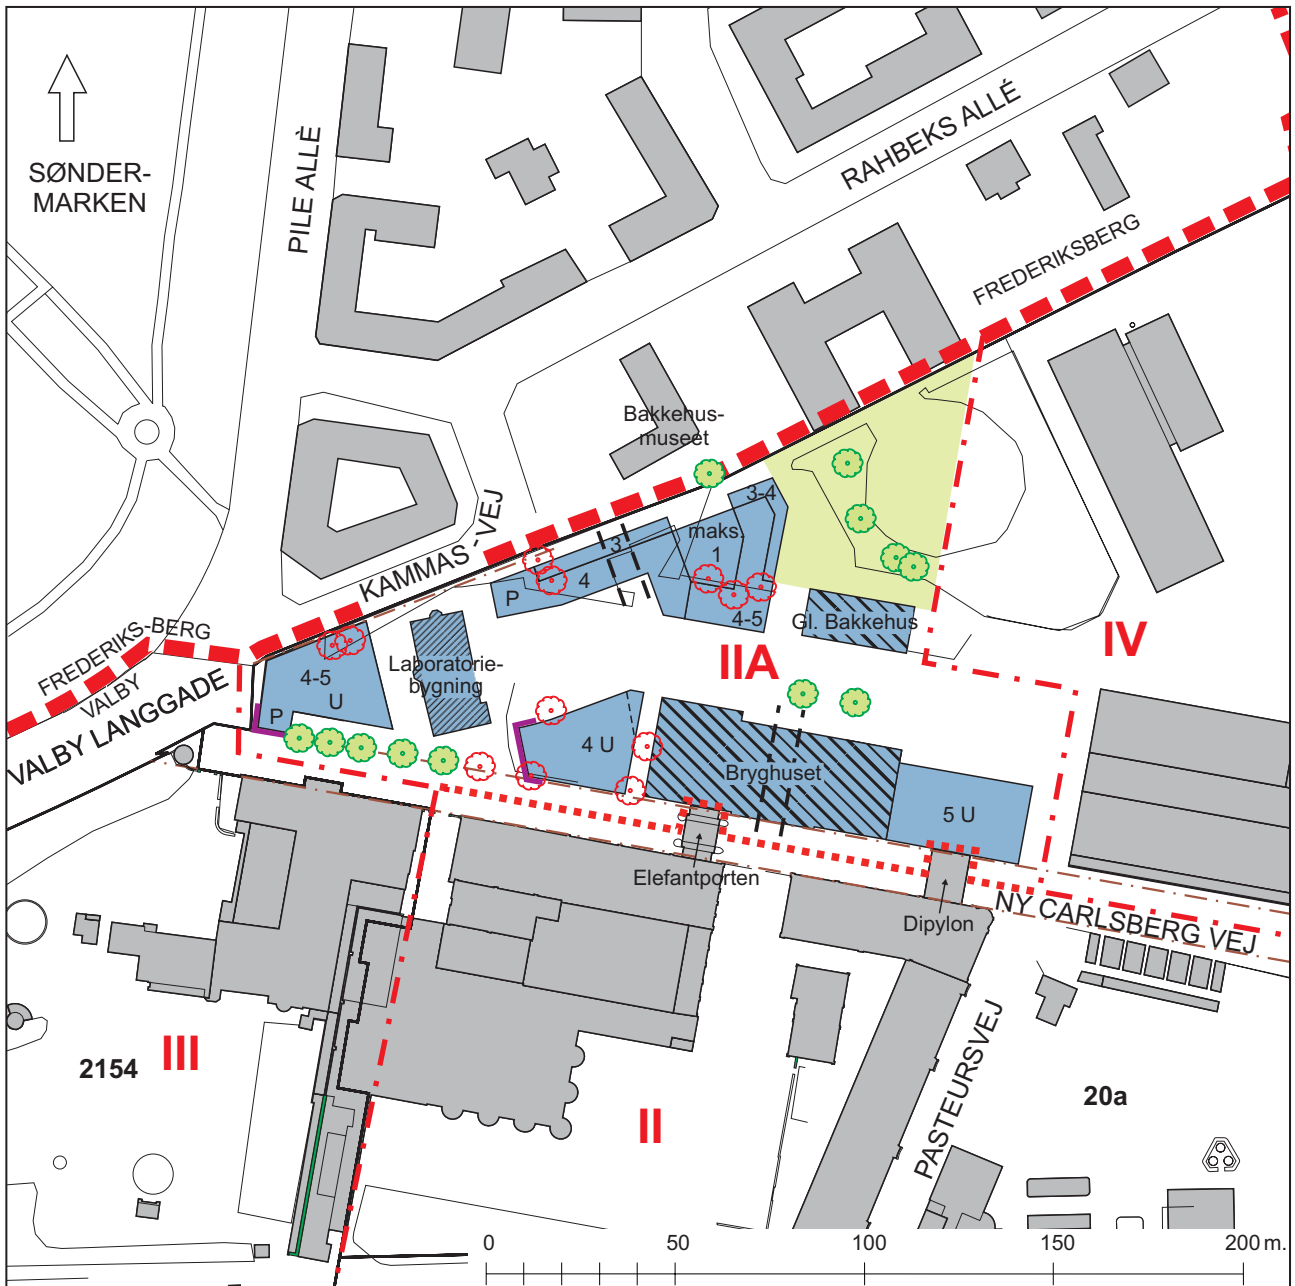 SØNDER-
MARKEN
PILE ALLÈ
RAHBEKS ALLÉ
FREDERIKSBERG
Bakkehus-
museet
KAMMAS - VEJ
3-4
maks.
1
3
4
P
4-5
Gl. Bakkehus
IIA
IV
FREDERIKS-BERG
VALBY
VALBY LANGGADE
4-5
U
P
Laboratorie-
bygning
4 U
Bryghuset
5 U
Elefantporten
Dipylon
NY CARLSBERG VEJ
PASTEURSVEJ
2154
III
II
20a
0 50 100 150 200 m.